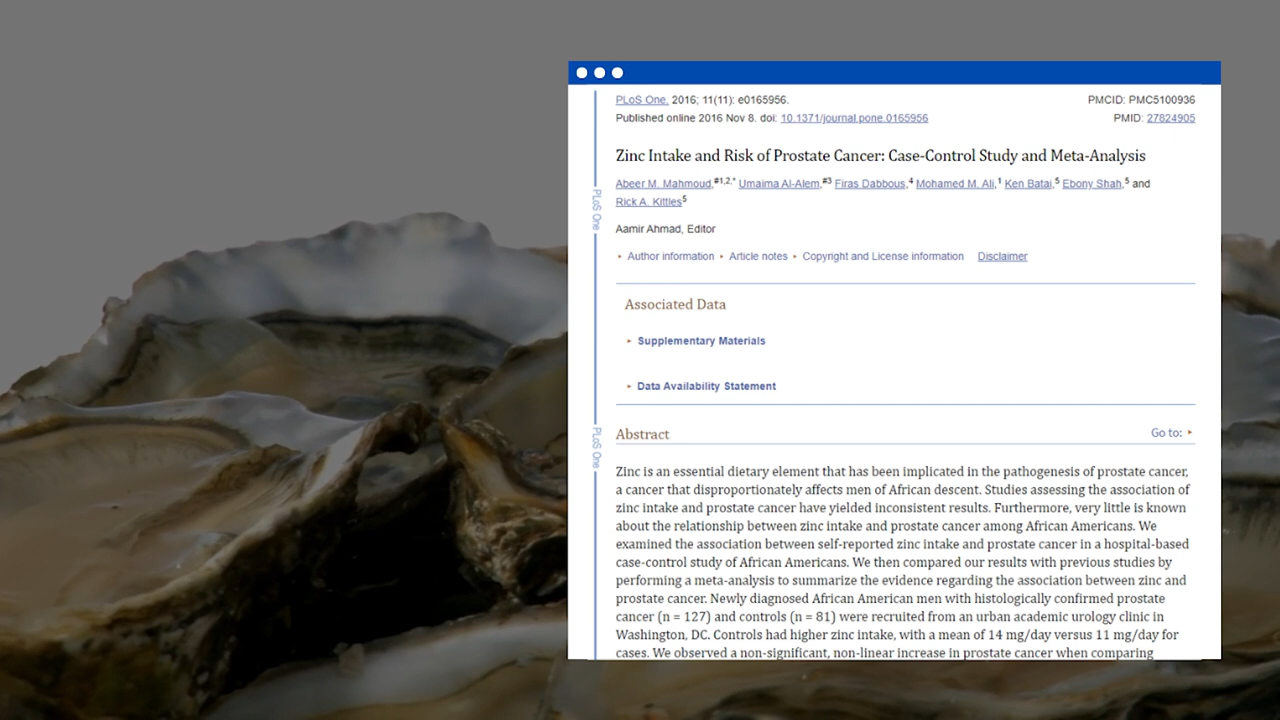 PLoS One. 2016; 11(11): e0165956.
PMCID: PMC5100936
Published online 2016 Nov 8. doi: 10.1371/journal.pone.0165956
PMID: 27824905
Zinc Intake and Risk of Prostate Cancer: Case-Control Study and Meta-Analysis
Abeer M. Mahmoud,#1,2,* Umaima Al-Alem,#3 Firas Dabbous,4 Mohamed M. Ali,1 Ken Batai,5 Ebony Shah,5 and
Rick A. Kittles5
Aamir Ahmad, Editor
▸ Author information ▸ Article notes ▸ Copyright and License information Disclaimer
PLoS One
Associated Data
▸ Supplementary Materials
▸ Data Availability Statement
Abstract
Go to: ▸
PLoS One
Zinc is an essential dietary element that has been implicated in the pathogenesis of prostate cancer,
a cancer that disproportionately affects men of African descent. Studies assessing the association of
zinc intake and prostate cancer have yielded inconsistent results. Furthermore, very little is known
about the relationship between zinc intake and prostate cancer among African Americans. We
examined the association between self-reported zinc intake and prostate cancer in a hospital-based
case-control study of African Americans. We then compared our results with previous studies by
performing a meta-analysis to summarize the evidence regarding the association between zinc and
prostate cancer. Newly diagnosed African American men with histologically confirmed prostate
cancer (n = 127) and controls (n = 81) were recruited from an urban academic urology clinic in
Washington, DC. Controls had higher zinc intake, with a mean of 14 mg/day versus 11 mg/day for
cases. We observed a non-significant, non-linear increase in prostate cancer when comparing